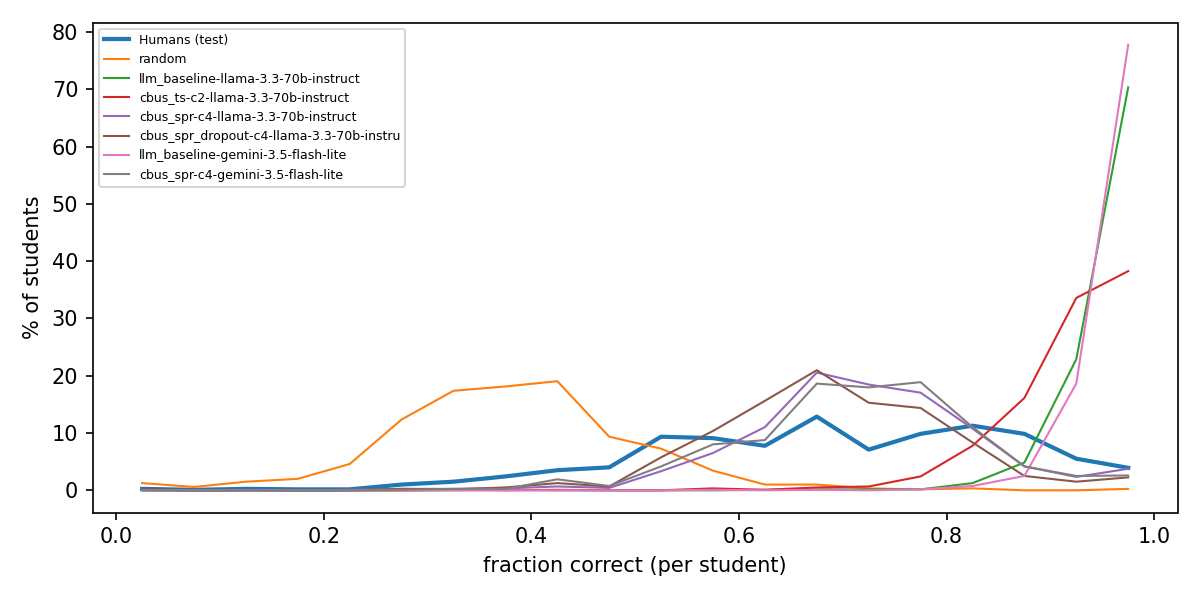 80
70
60
50
40
30
20
10
0
% of students
Humans (test)
random
llm_baseline-llama-3.3-70b-instruct
cbus_ts-c2-llama-3.3-70b-instruct
cbus_spr-c4-llama-3.3-70b-instruct
cbus_spr_dropout-c4-llama-3.3-70b-instru
llm_baseline-gemini-3.5-flash-lite
cbus_spr-c4-gemini-3.5-flash-lite
0.0 0.2 0.4 0.6 0.8 1.0
fraction correct (per student)